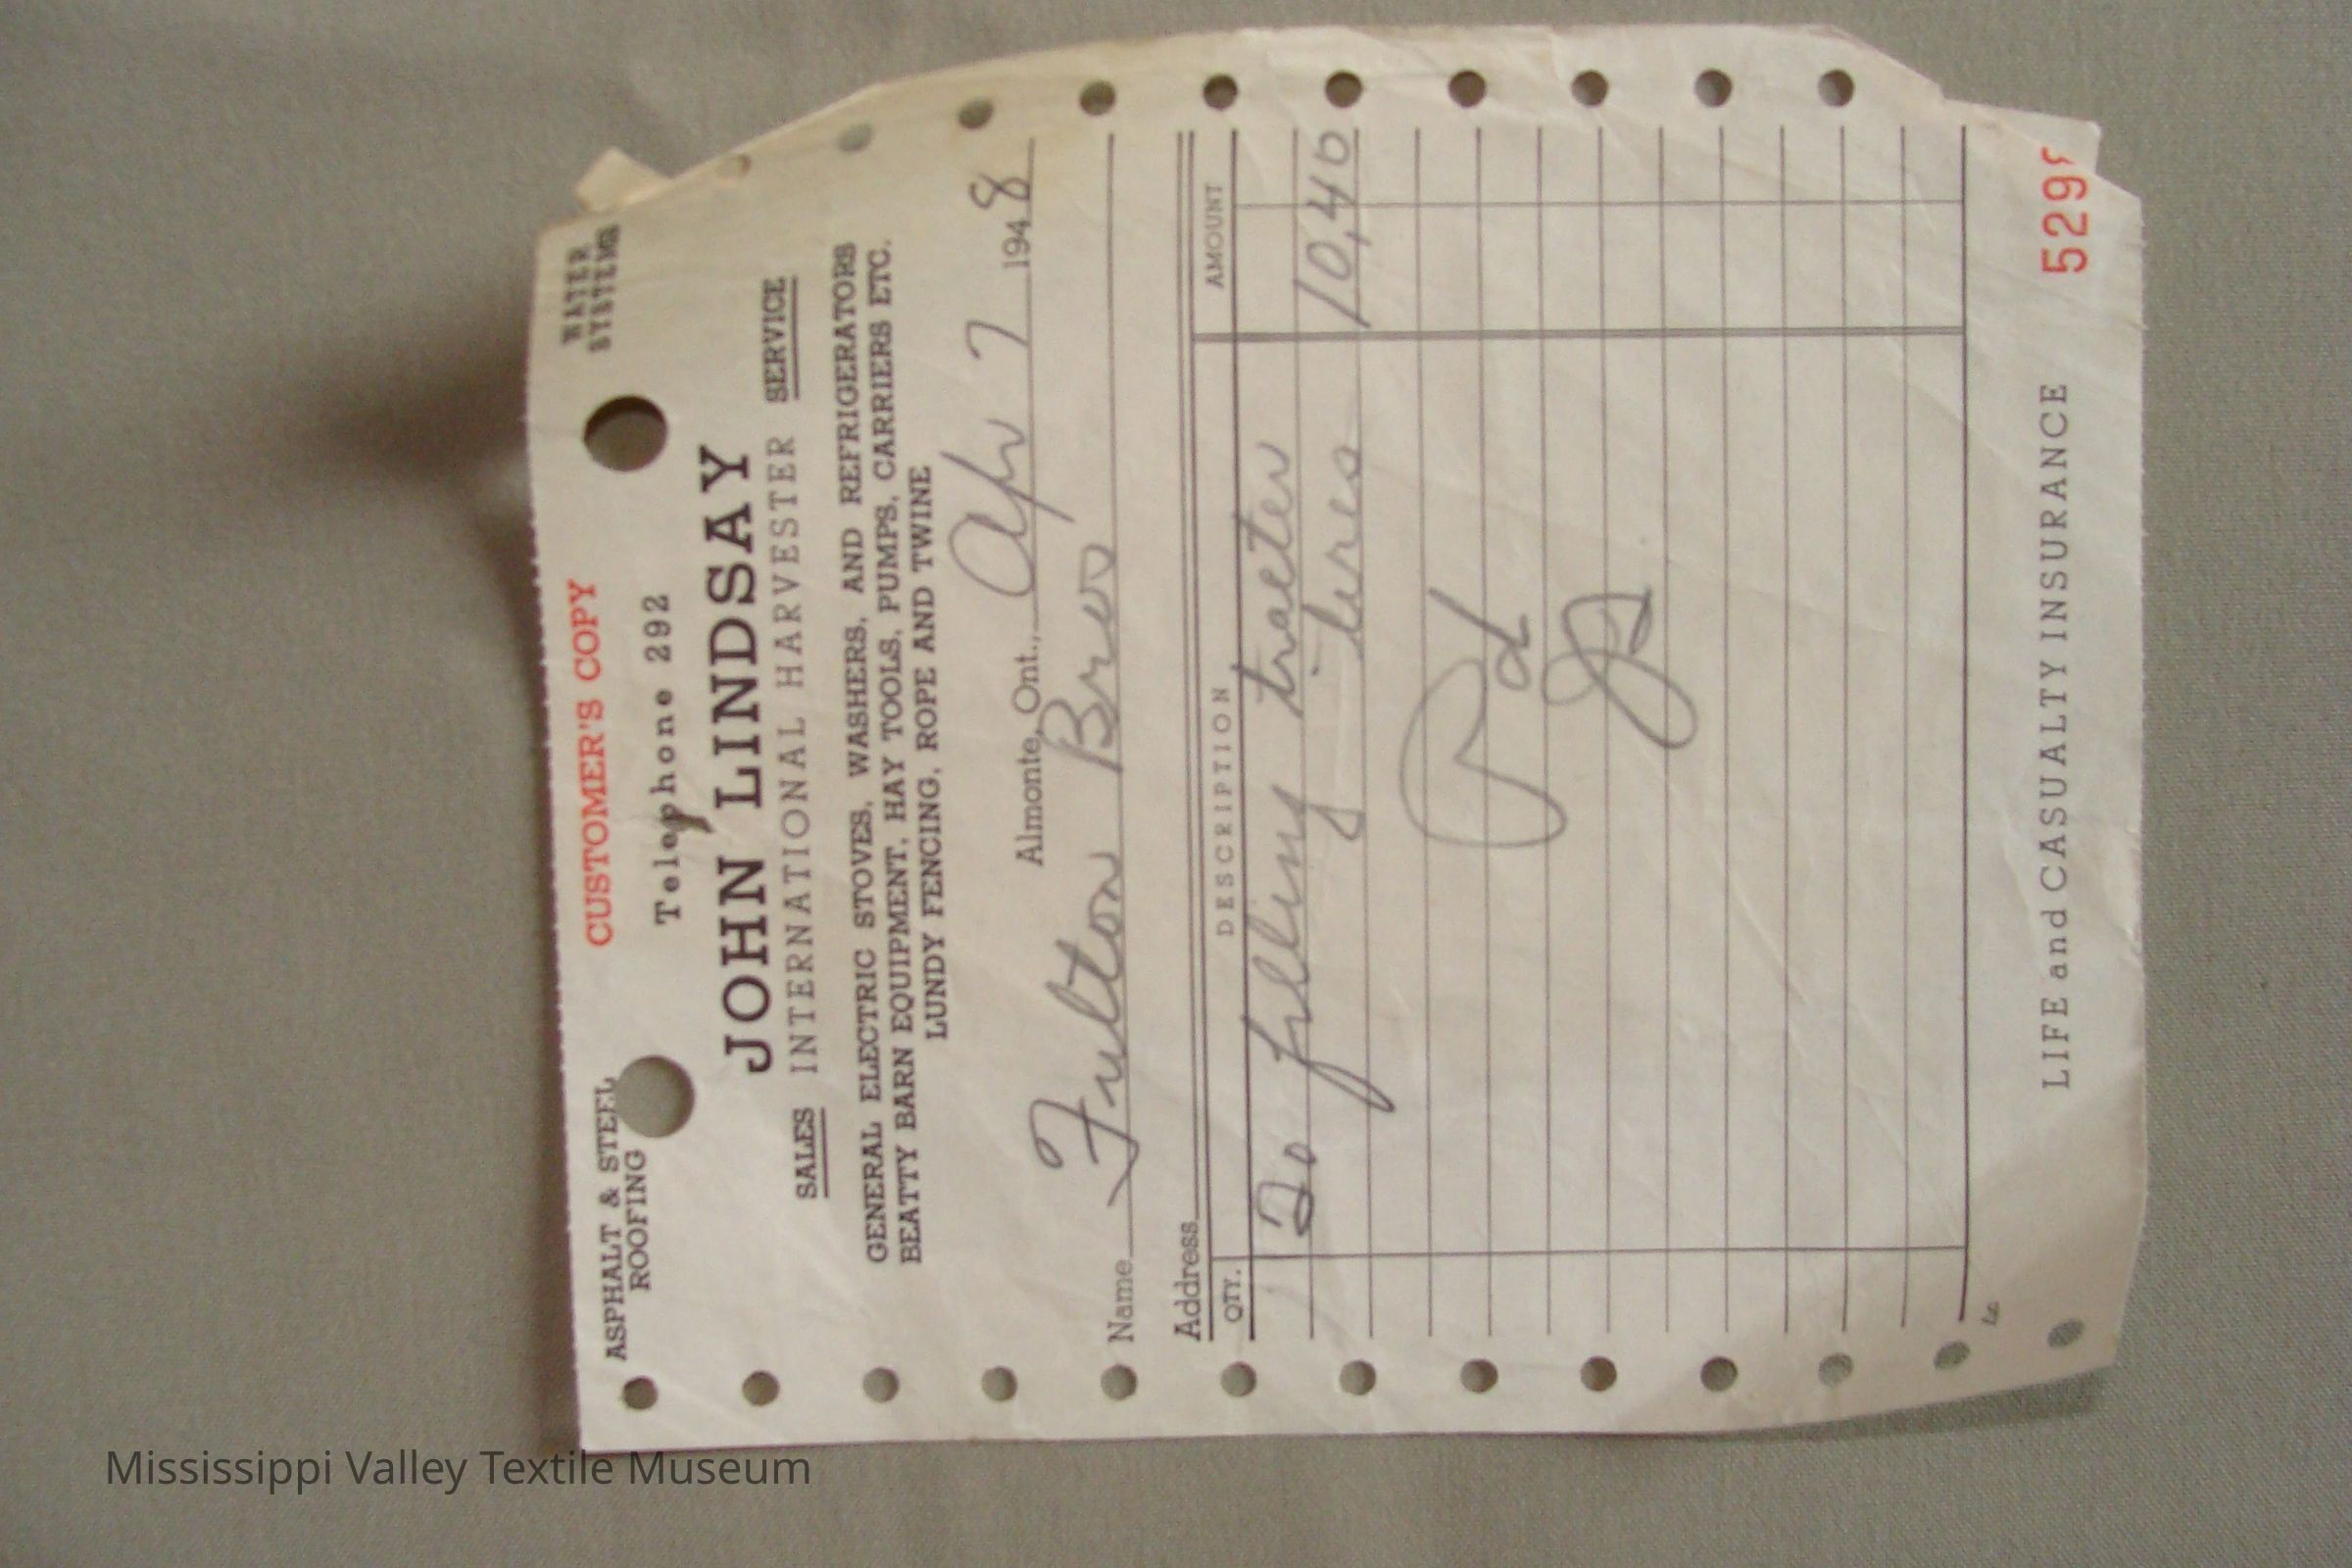 CUSTOMER'S COPY
ASPHALT & STEEL
ROOFING
WATER
SYSTEMS
Telephone 292
JOHN LINDSAY
SALES INTERNATIONAL HARVESTER SERVICE
GENERAL ELECTRIC STOVES, WASHERS, AND REFRIGERATORS
BEATTY BARN EQUIPMENT, HAY TOOLS, PUMPS, CARRIERS ETC.
LUNDY FENCING, ROPE AND TWINE
Almonte, Ont., Apr 7 1948
Name Fulton Bros
Address
QTY. DESCRIPTION AMOUNT
To filling tracter
tires 10,40
Pd
LIFE and CASUALTY INSURANCE 529
Mississippi Valley Textile Museum